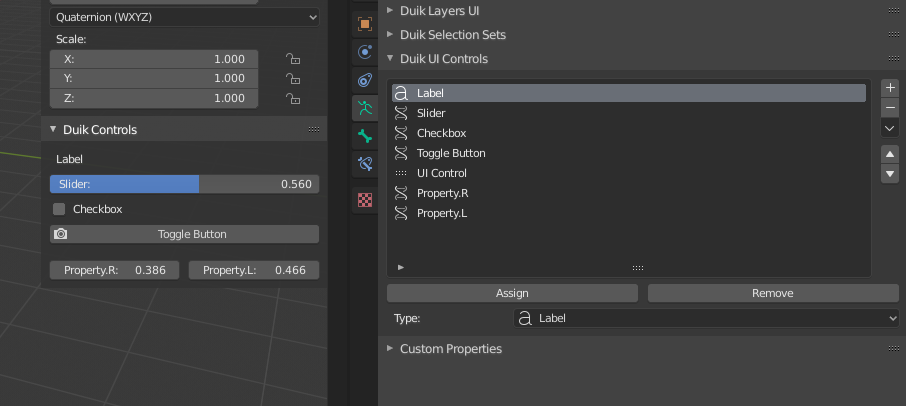 Quaternion (WXYZ)
Scale:
X: 1.000
Y: 1.000
Z: 1.000
Duik Controls
Label
Slider: 0.560
Checkbox
Toggle Button
Property.R: 0.386 Property.L: 0.466
Duik Layers UI
Duik Selection Sets
Duik UI Controls
Label
Slider
Checkbox
Toggle Button
UI Control
Property.R
Property.L
Assign Remove
Type: Label
Custom Properties